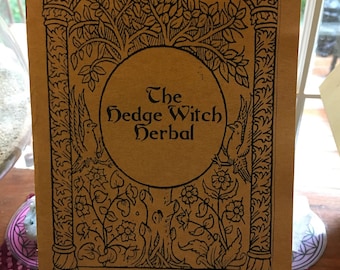 The
Hedge Witch
Herbal